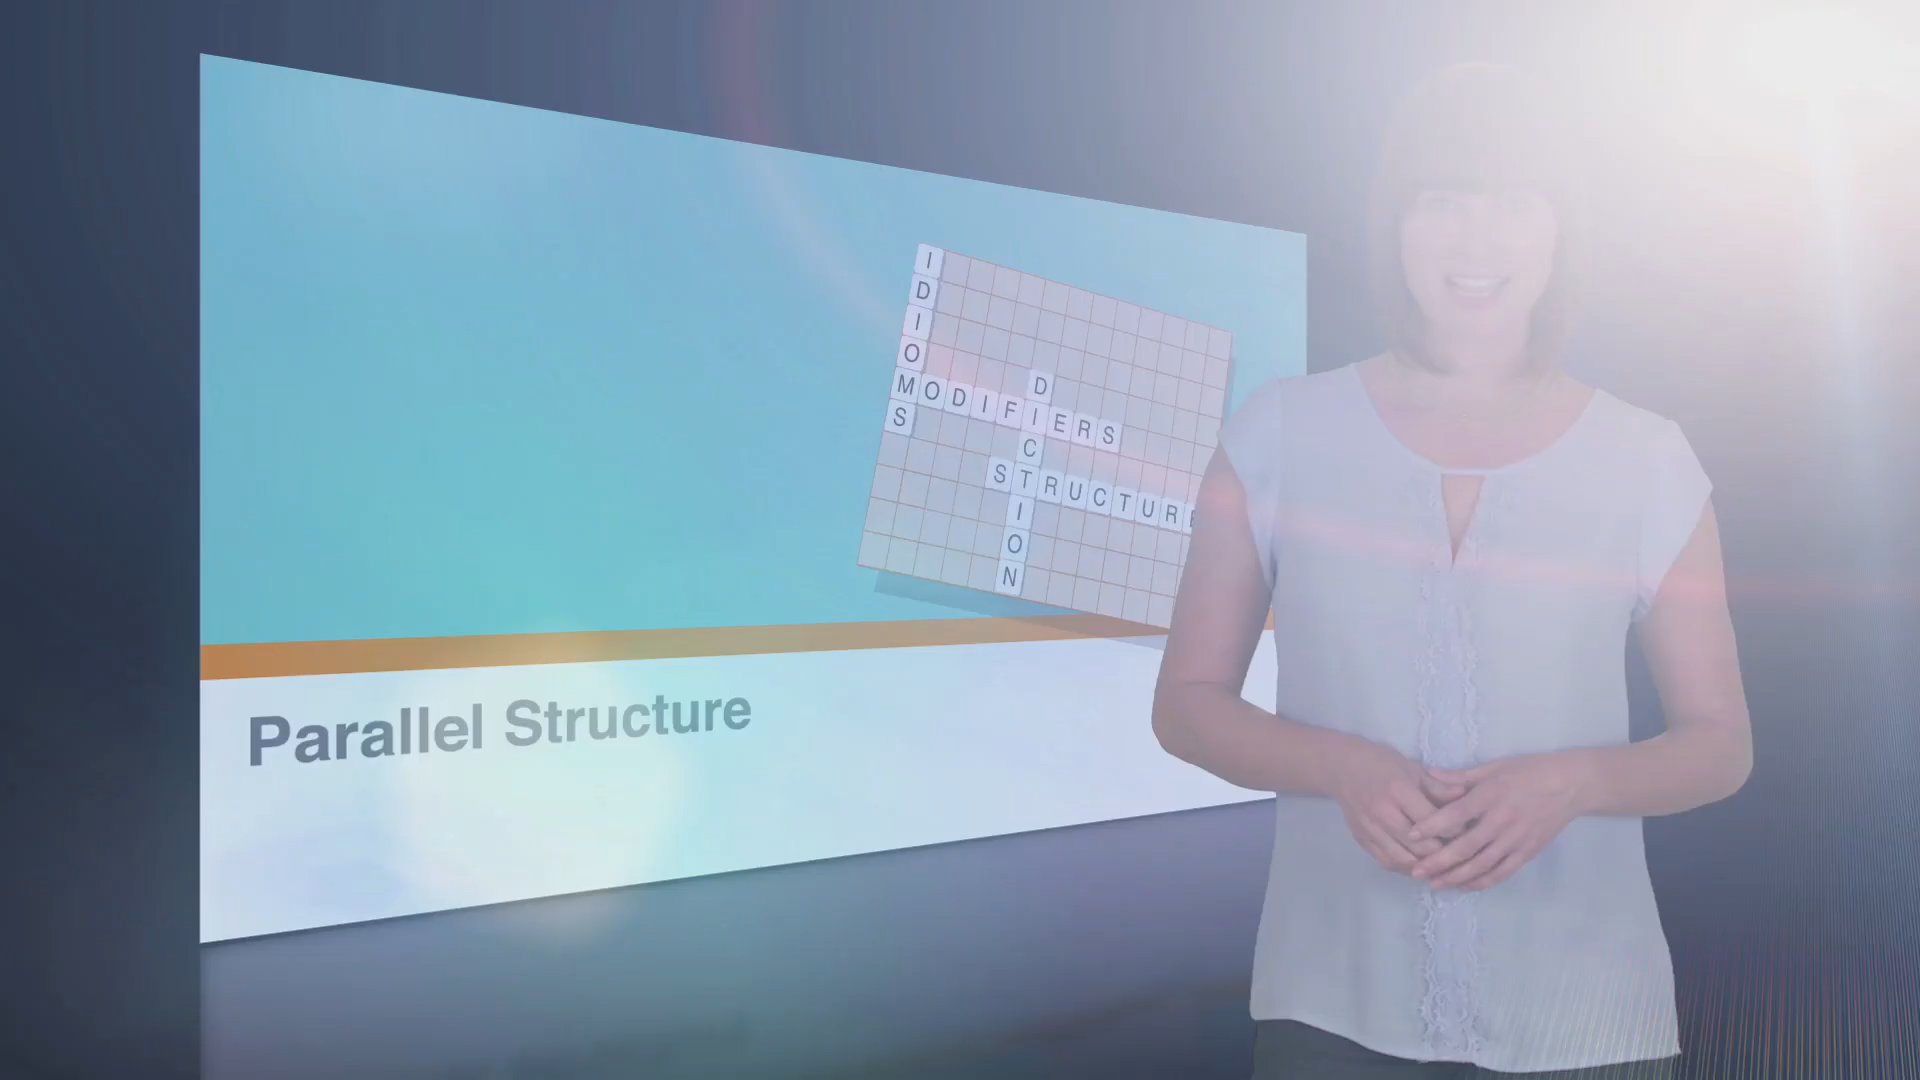 IDIOMS
MODIFIERS
DICTION
STRUCTURE
Parallel Structure